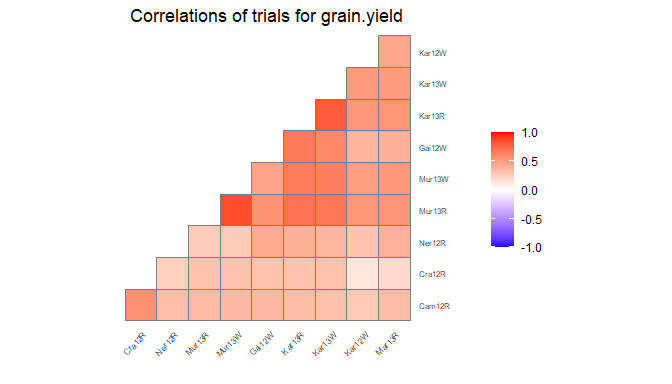 Correlations of trials for grain.yield
Kar12W
Kar13W
Kar13R
Gai12W
Mur13W
Mur13R
Ner12R
Cra12R
Cam12R
Cra12R
Ner12R
Mur13R
Mur13W
Gai12W
Kar13R
Kar13W
Kar12W
Mar13R
1.0
0.5
0.0
-0.5
-1.0